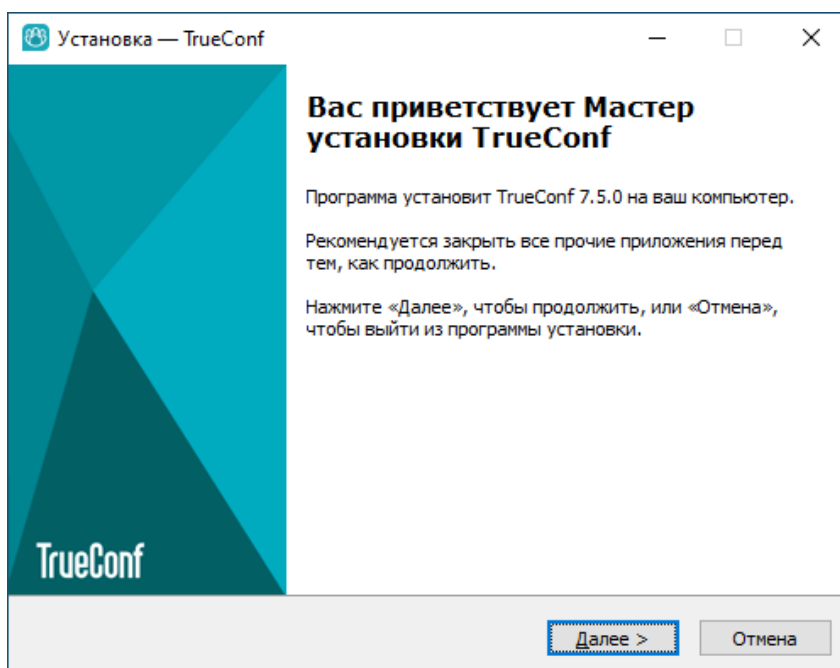 Установка — TrueConf
Вас приветствует Мастер
установки TrueConf
Программа установит TrueConf 7.5.0 на ваш компьютер.
Рекомендуется закрыть все прочие приложения перед
тем, как продолжить.
Нажмите «Далее», чтобы продолжить, или «Отмена»,
чтобы выйти из программы установки.
TrueConf
Далее >
Отмена